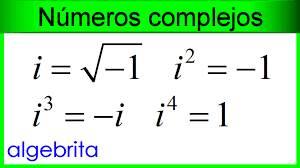 Números complejos
i = √−1 i² = −1
i³ = −i i⁴ = 1
algebrita